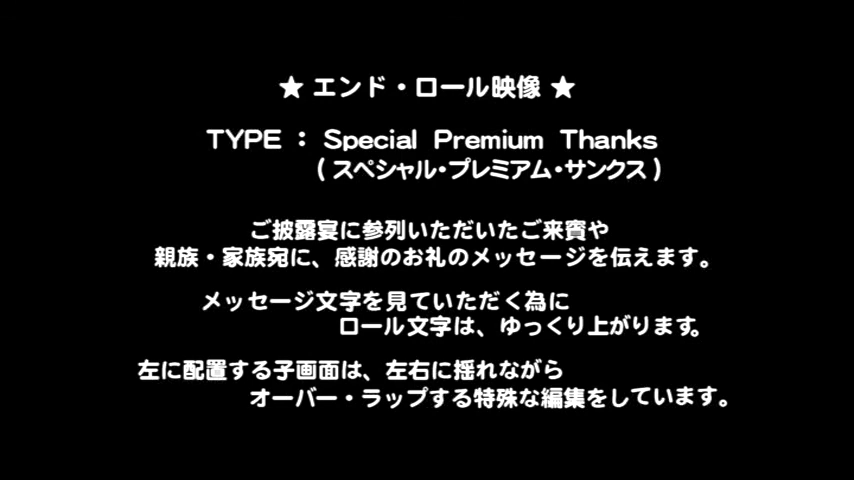 ★ エンド・ロール映像 ★
TYPE : Special Premium Thanks
( スペシャル・プレミアム・サンクス )
ご披露宴に参列いただいたご来賓や
親族・家族宛に、感謝のお礼のメッセージを伝えます。
メッセージ文字を見ていただく為に
ロール文字は、ゆっくり上がります。
左に配置する子画面は、左右に揺れながら
オーバー・ラップする特殊な編集をしています。